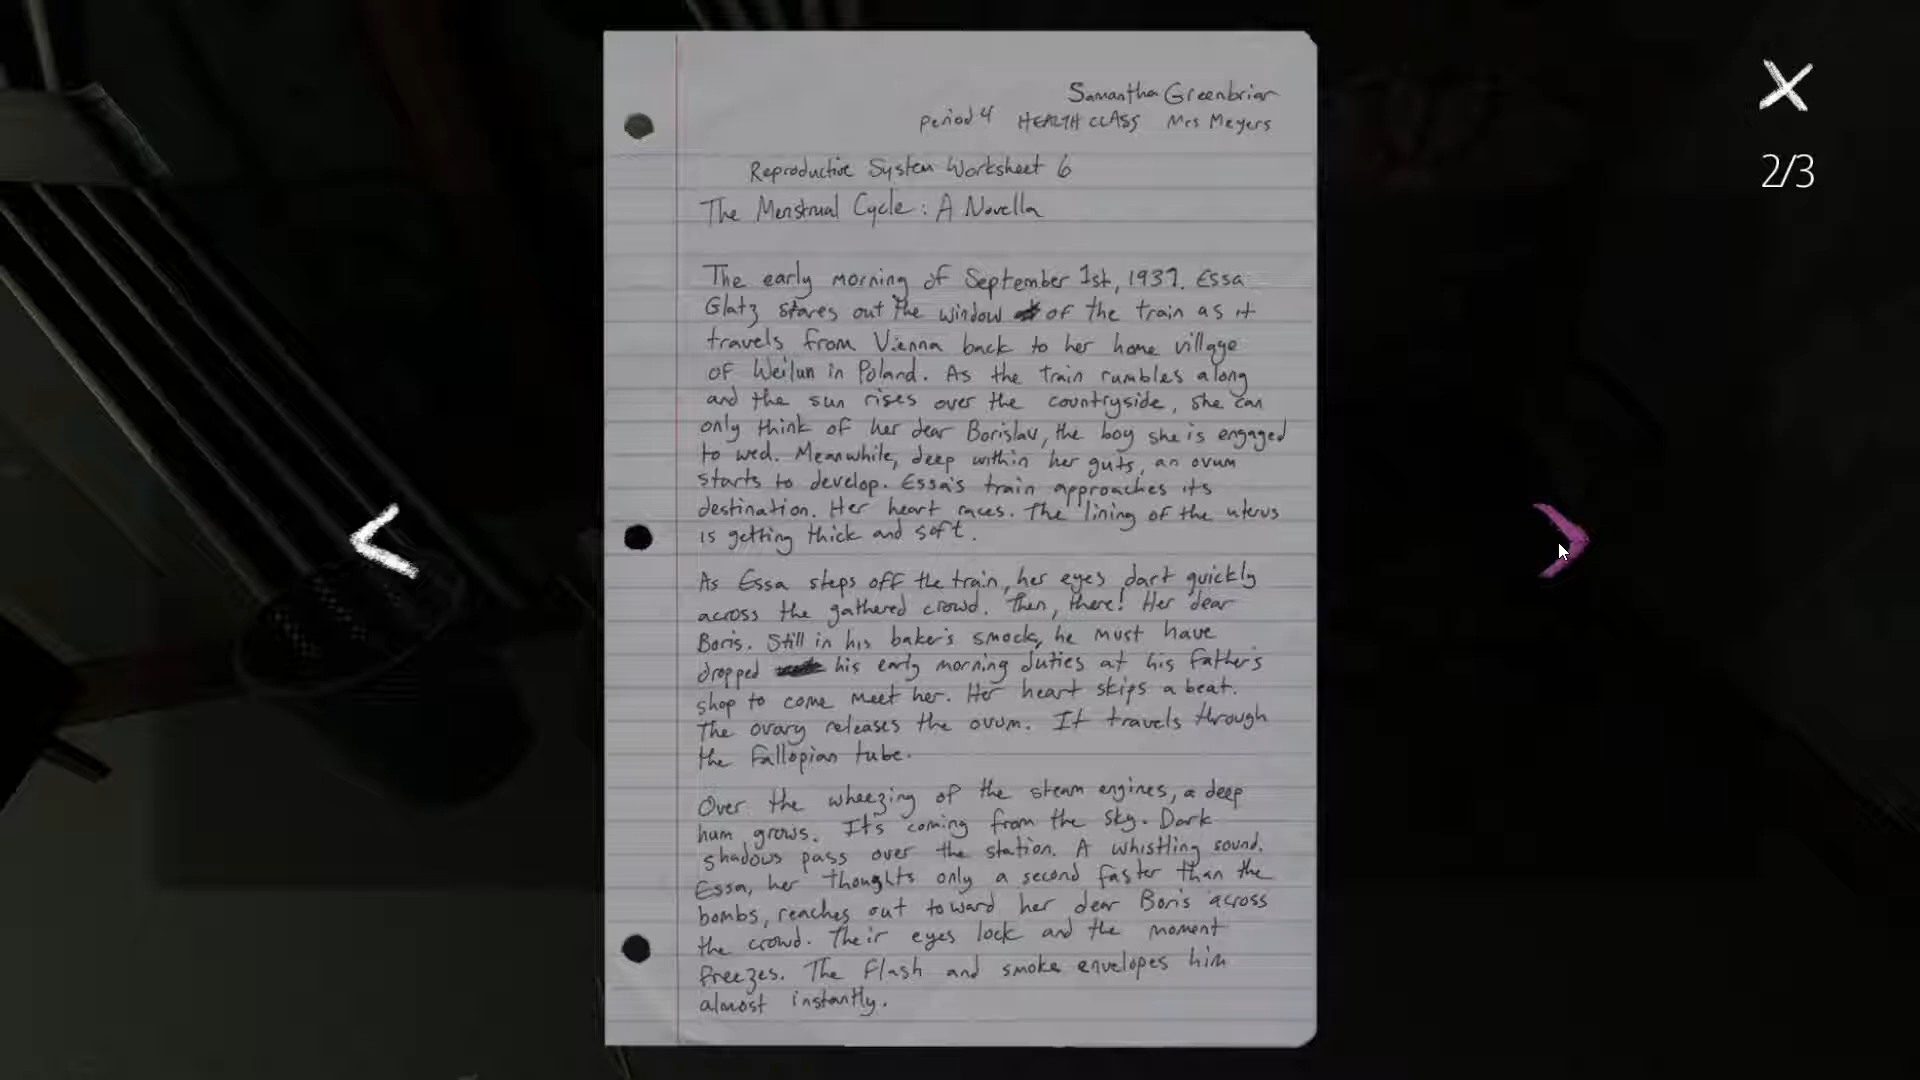 Samantha Greenbriar
period 4 HEALTH CLASS Mrs Meyers
2/3
Reproductive System Worksheet 6
The Menstrual Cycle: A Novella
The early morning of September 1st, 1939. Essa
Glatz stares out the window of the train as it
travels from Vienna back to her home village
of Weilun in Poland. As the train rumbles along
and the sun rises over the countryside, she can
only think of her dear Borislav, the boy she is engaged
to wed. Meanwhile, deep within her guts, an ovum
starts to develop. Essa's train approaches its
destination. Her heart races. The lining of the uterus
is getting thick and soft.
As Essa steps off the train, her eyes dart quickly
across the gathered crowd. Then, there! Her dear
Boris. Still in his baker's smock, he must have
dropped his early morning duties at his father's
shop to come meet her. Her heart skips a beat.
The ovary releases the ovum. It travels through
the Fallopian tube.
Over the wheezing of the steam engines, a deep
hum grows. It's coming from the sky. Dark
shadows pass over the station. A whistling sound.
Essa, her thoughts only a second faster than the
bombs, reaches out toward her dear Boris across
the crowd. Their eyes lock and the moment
freezes. The flash and smoke envelopes him
almost instantly.